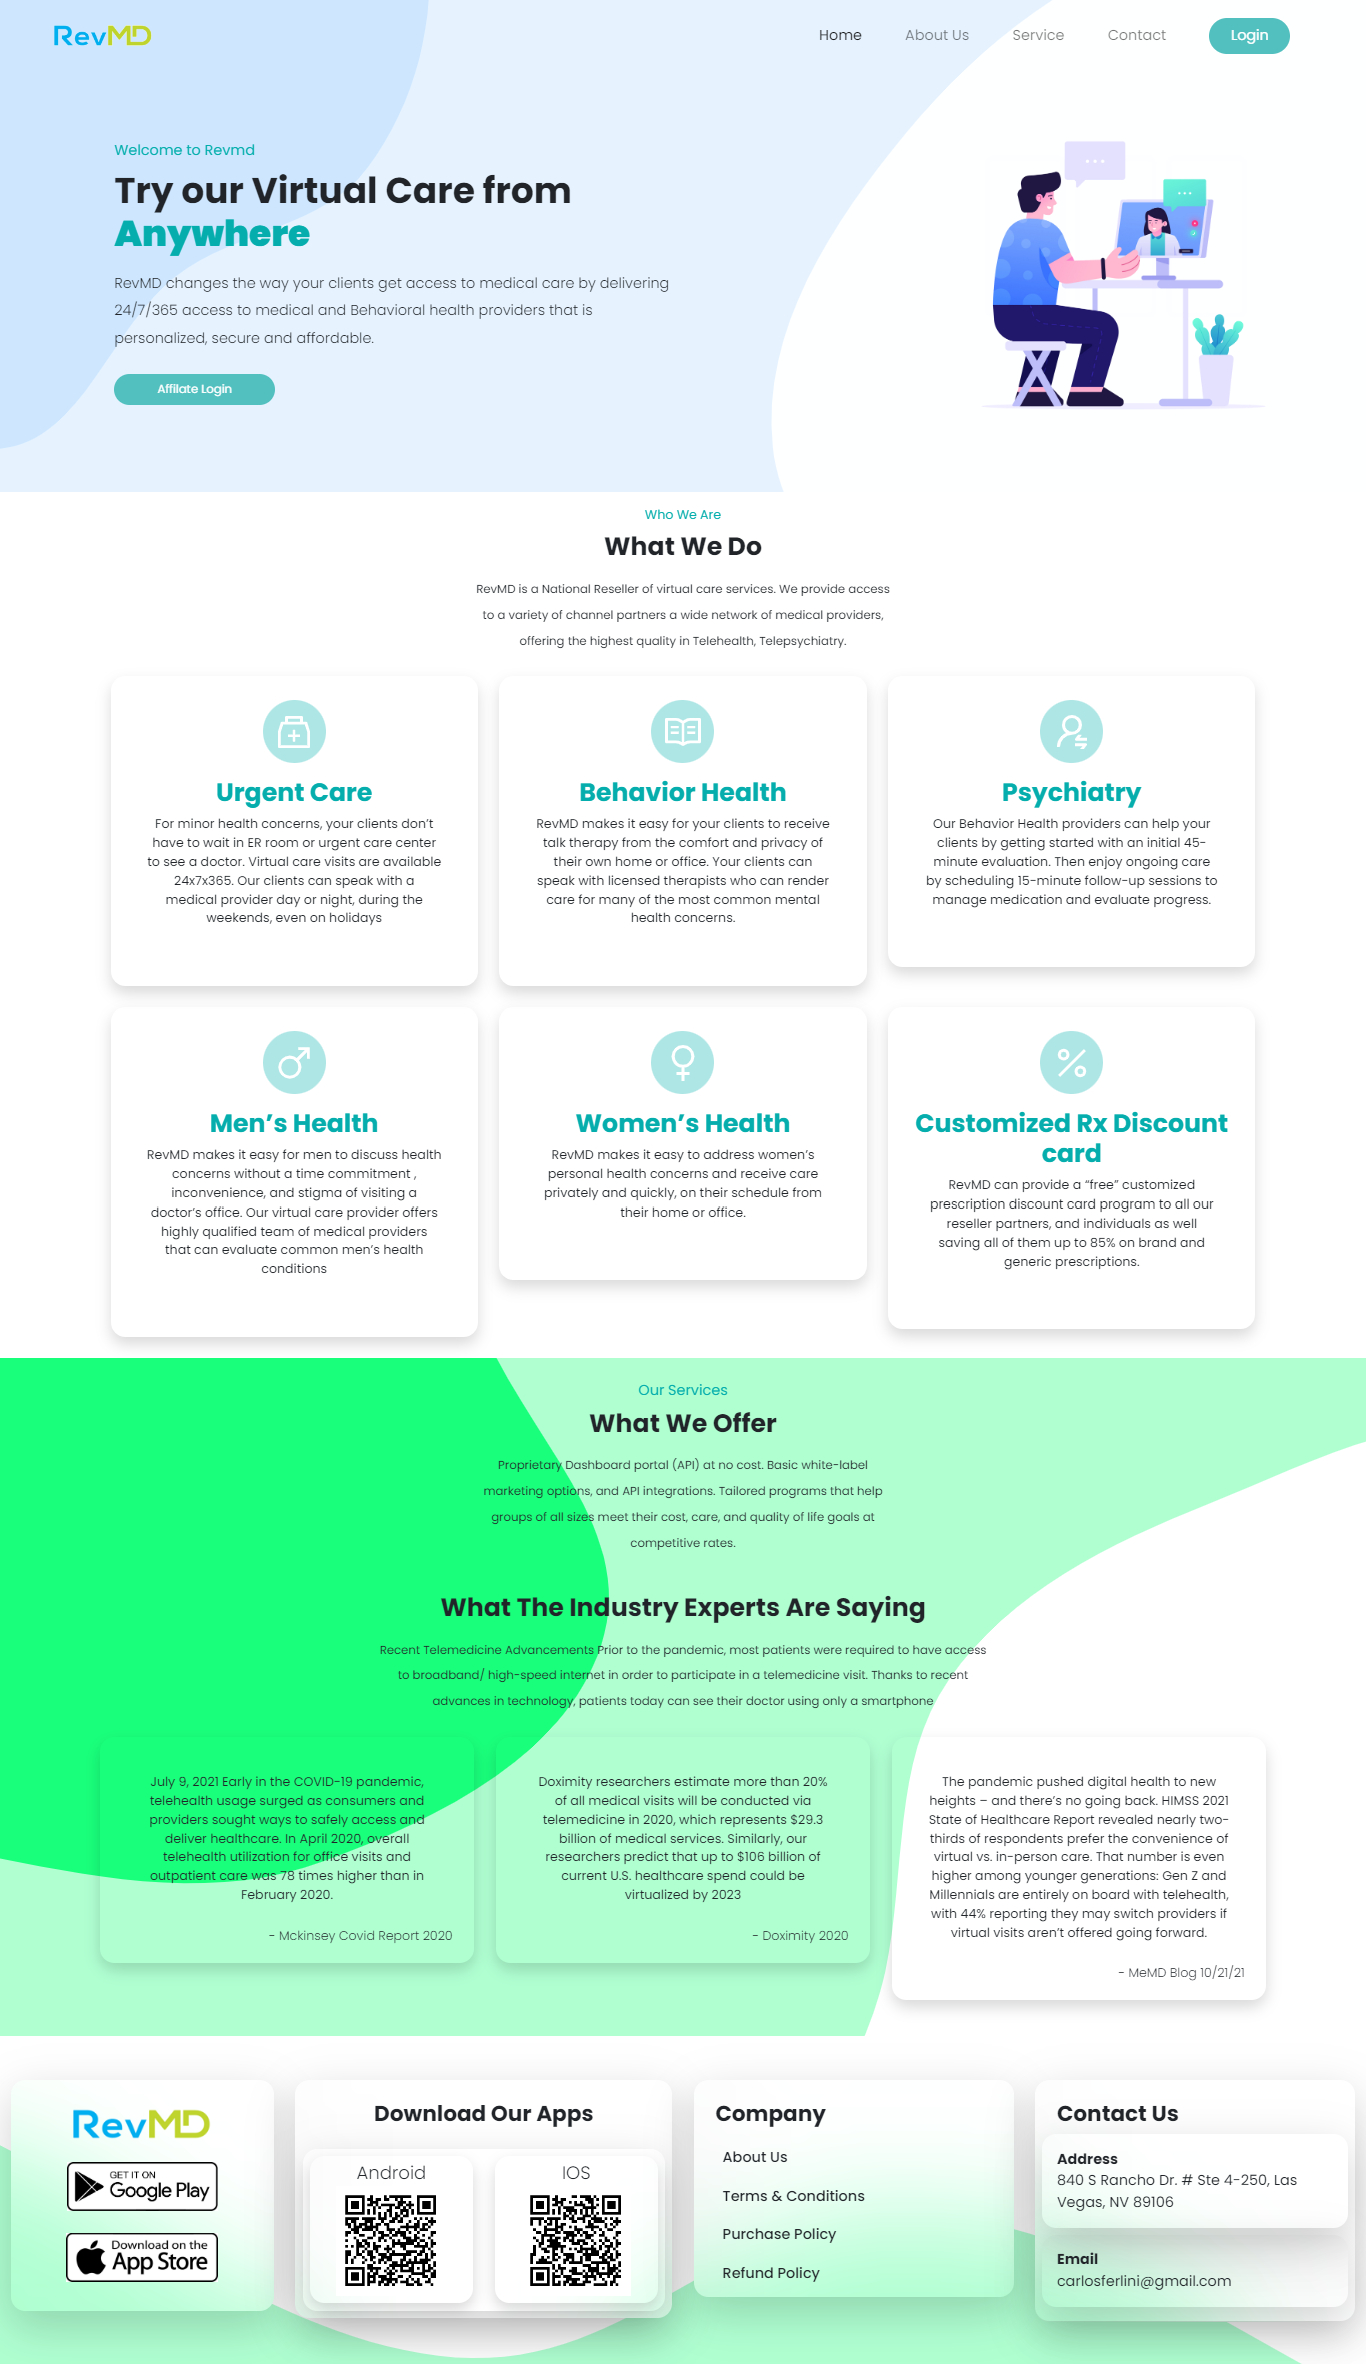 RevMD
Home
About Us
Service
Contact
Login
Welcome to Revmd
Try our Virtual Care from
Anywhere
RevMD changes the way your clients get access to medical care by delivering
24/7/365 access to medical and Behavioral health providers that is
personalized, secure and affordable.
Affilate Login
Who We Are
What We Do
RevMD is a National Reseller of virtual care services. We provide access
to a variety of channel partners a wide network of medical providers,
offering the highest quality in Telehealth, Telepsychiatry.
Urgent Care
For minor health concerns, your clients don’t
have to wait in ER room or urgent care center
to see a doctor. Virtual care visits are available
24x7x365. Our clients can speak with a
medical provider day or night, during the
weekends, even on holidays
Behavior Health
RevMD makes it easy for your clients to receive
talk therapy from the comfort and privacy of
their own home or office. Your clients can
speak with licensed therapists who can render
care for many of the most common mental
health concerns.
Psychiatry
Our Behavior Health providers can help your
clients by getting started with an initial 45-
minute evaluation. Then enjoy ongoing care
by scheduling 15-minute follow-up sessions to
manage medication and evaluate progress.
Men’s Health
RevMD makes it easy for men to discuss health
concerns without a time commitment ,
inconvenience, and stigma of visiting a
doctor’s office. Our virtual care provider offers
highly qualified team of medical providers
that can evaluate common men’s health
conditions
Women’s Health
RevMD makes it easy to address women’s
personal health concerns and receive care
privately and quickly, on their schedule from
their home or office.
Customized Rx Discount
card
RevMD can provide a “free” customized
prescription discount card program to all our
reseller partners, and individuals as well
saving all of them up to 85% on brand and
generic prescriptions.
Our Services
What We Offer
Proprietary Dashboard portal (API) at no cost. Basic white-label
marketing options, and API integrations. Tailored programs that help
groups of all sizes meet their cost, care, and quality of life goals at
competitive rates.
What The Industry Experts Are Saying
Recent Telemedicine Advancements Prior to the pandemic, most patients were required to have access
to broadband/ high-speed internet in order to participate in a telemedicine visit. Thanks to recent
advances in technology, patients today can see their doctor using only a smartphone
July 9, 2021 Early in the COVID-19 pandemic,
telehealth usage surged as consumers and
providers sought ways to safely access and
deliver healthcare. In April 2020, overall
telehealth utilization for office visits and
outpatient care was 78 times higher than in
February 2020.
- Mckinsey Covid Report 2020
Doximity researchers estimate more than 20%
of all medical visits will be conducted via
telemedicine in 2020, which represents $29.3
billion of medical services. Similarly, our
researchers predict that up to $106 billion of
current U.S. healthcare spend could be
virtualized by 2023
- Doximity 2020
The pandemic pushed digital health to new
heights – and there’s no going back. HIMSS 2021
State of Healthcare Report revealed nearly two-
thirds of respondents prefer the convenience of
virtual vs. in-person care. That number is even
higher among younger generations: Gen Z and
Millennials are entirely on board with telehealth,
with 44% reporting they may switch providers if
virtual visits aren’t offered going forward.
- MeMD Blog 10/21/21
RevMD
GET IT ON
Google Play
Download on the
App Store
Download Our Apps
Android
IOS
Company
About Us
Terms & Conditions
Purchase Policy
Refund Policy
Contact Us
Address
840 S Rancho Dr. # Ste 4-250, Las
Vegas, NV 89106
Email
carlosferlini@gmail.com